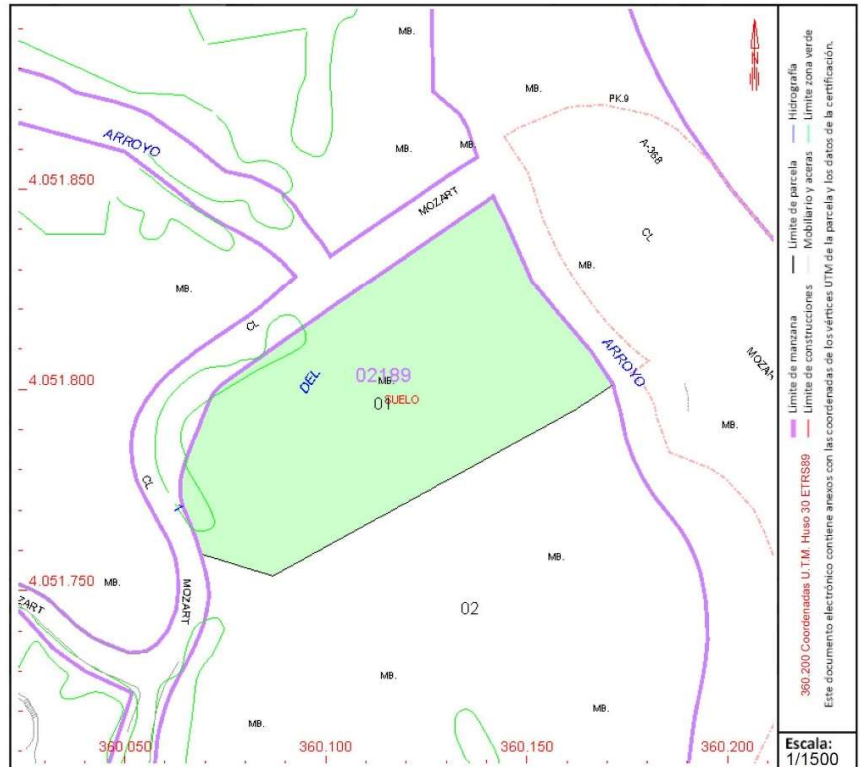 MB.
MB.
N
PK.9
ARROYO
MB.
MB.
A-368
4.051.850
MOZART
CL
MB.
MB.
CL
ARROYO
MOZAR
4.051.800
DEL
02189
MB.
01
SUELO
MB.
CL
MB.
4.051.750
MB.
ZART
MOZART
02
MB.
MB.
MB.
360.050
360.100
360.150
360.200
360.200 Coordenadas U.T.M. Huso 30 ETRS89
Límite de manzana
Límite de parcela
Hidrografía
Límite de construcciones
Mobiliario y aceras
Límite zona verde
Este documento electrónico contiene anexos con las coordenadas de los vértices UTM de la parcela y los datos de la certificación.
Escala:
1/1500